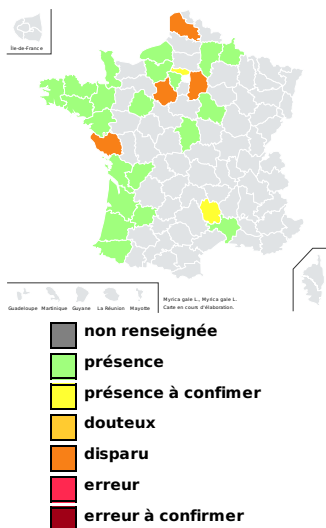 Île-de-France
Guadeloupe Martinique Guyane La Réunion Mayotte
Myrica gale L., Myrica gale L.
Carte en cours d'élaboration.
non renseignée
présence
présence à confimer
douteux
disparu
erreur
erreur à confirmer